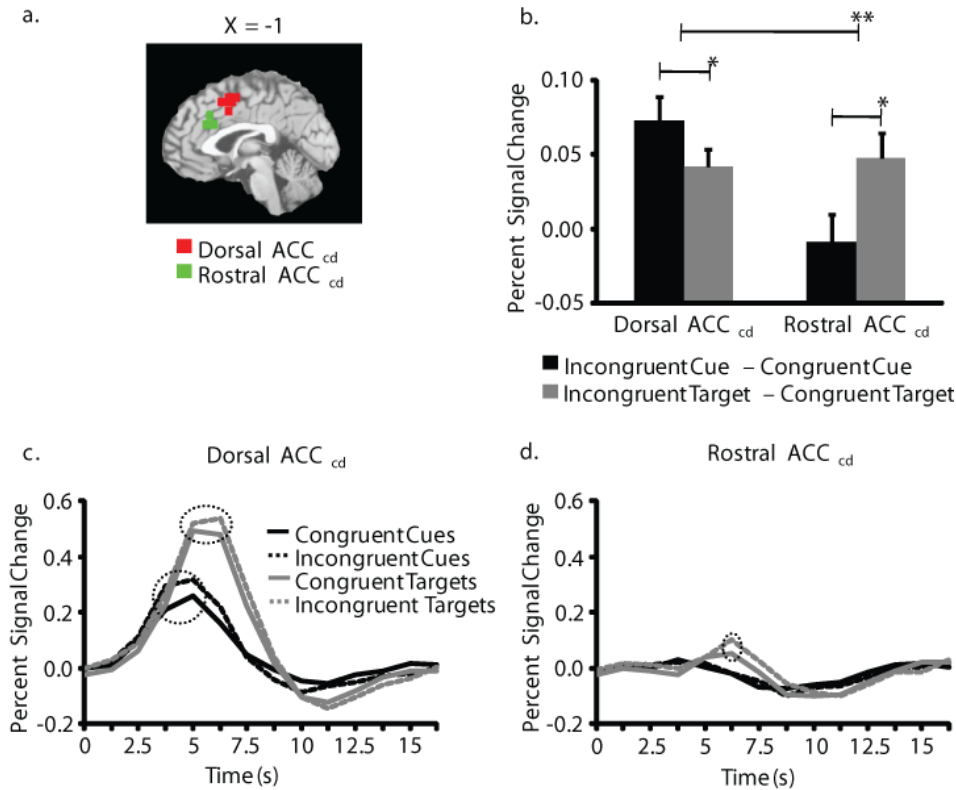 a.
X = -1
Dorsal ACC cd
Rostral ACC cd
b.
**
*
*
Percent Signal Change
0.10
0.05
0.00
-0.05
Dorsal ACC cd
Rostral ACC cd
Incongruent Cue – Congruent Cue
Incongruent Target – Congruent Target
c.
Dorsal ACC cd
Percent Signal Change
0.6
0.4
0.2
0.0
-0.2
Congruent Cues
Incongruent Cues
Congruent Targets
Incongruent Targets
0 2.5 5 7.5 10 12.5 15
Time (s)
d.
Rostral ACC cd
Percent Signal Change
0.6
0.4
0.2
0.0
-0.2
0 2.5 5 7.5 10 12.5 15
Time (s)